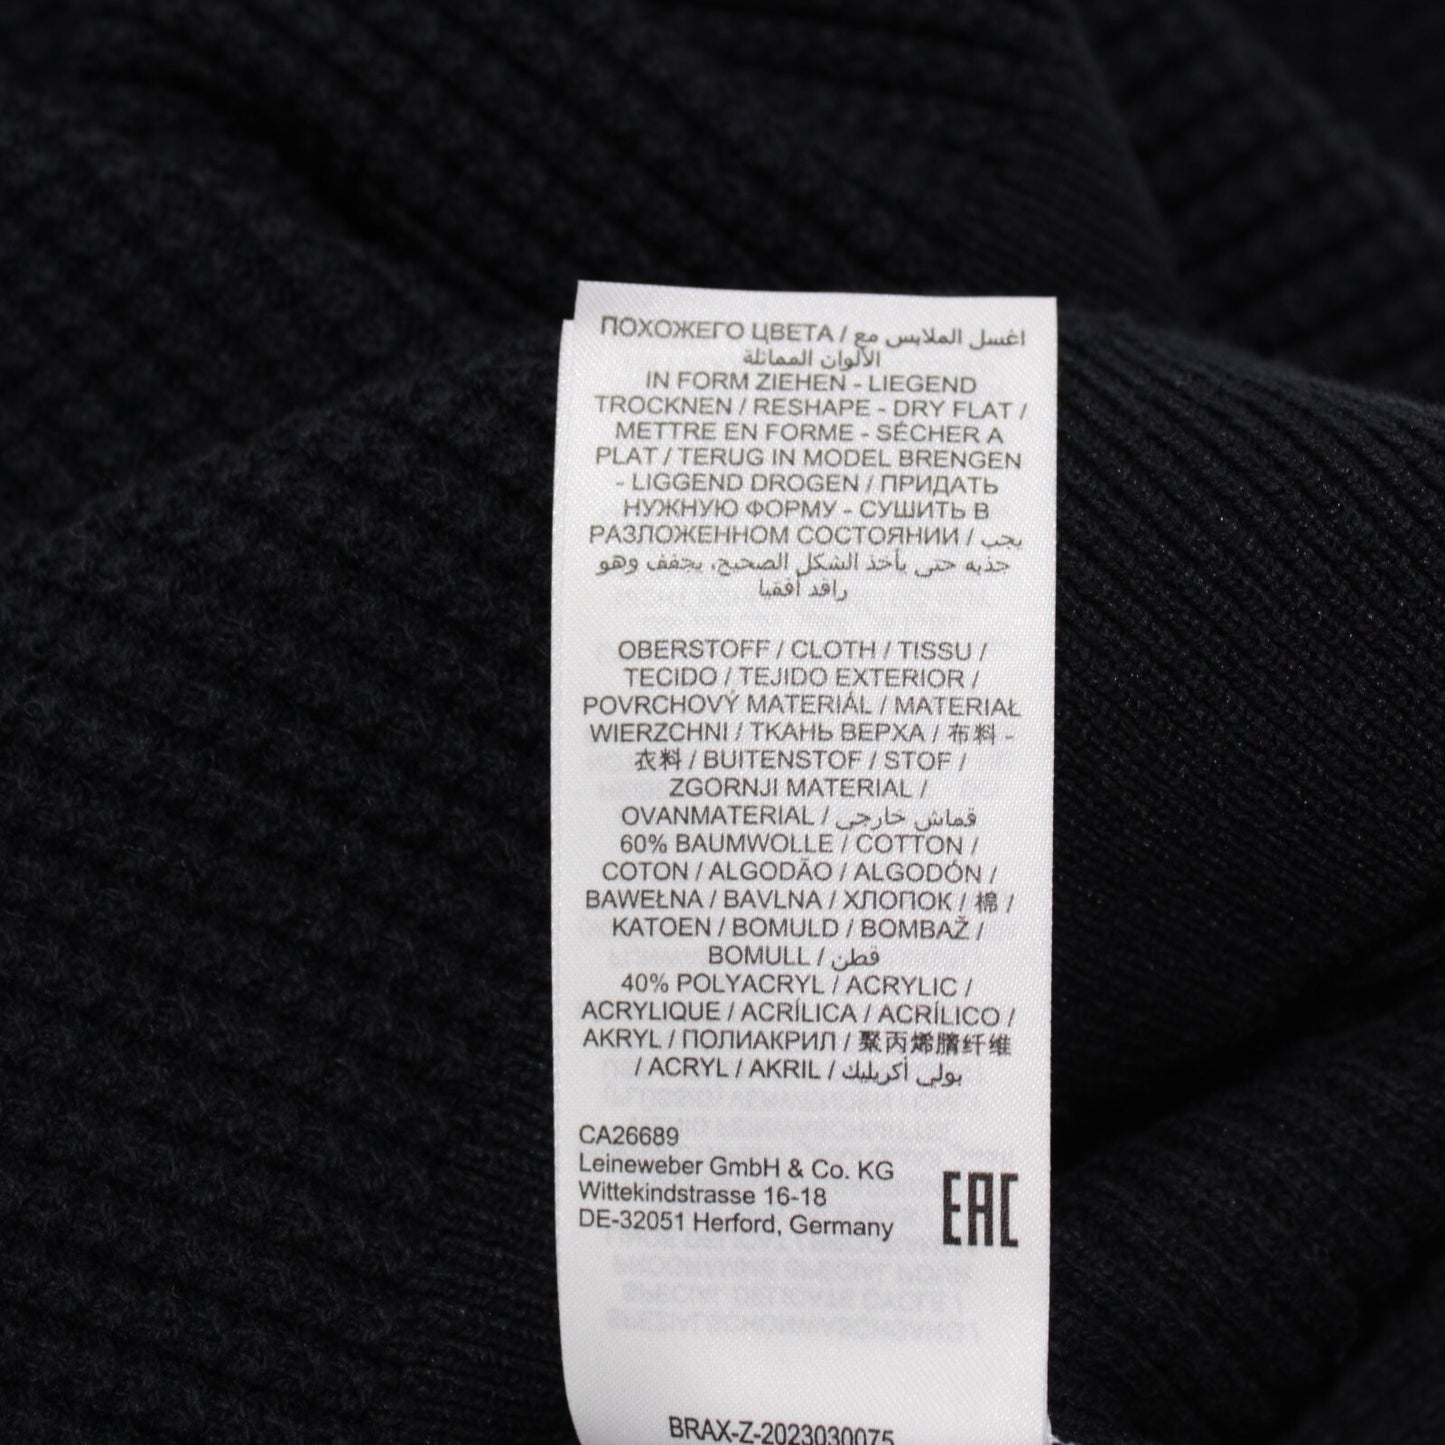 ПОХОЖЕГО ЦВЕТА / اغسل الملابس مع
الألوان المماثلة
IN FORM ZIEHEN - LIEGEND
TROCKNEN / RESHAPE - DRY FLAT /
METTRE EN FORME - SÉCHER A
PLAT / TERUG IN MODEL BRENGEN
- LIGGEND DROGEN / ПРИДАТЬ
НУЖНУЮ ФОРМУ - СУШИТЬ В
РАЗЛОЖЕННОМ СОСТОЯНИИ / يجب
جذبه حتى يأخذ الشكل الصحيح، يجفف وهو
راقد أفقيا
OBERSTOFF / CLOTH / TISSU /
TECIDO / TEJIDO EXTERIOR /
POVRCHOVÝ MATERIÁL / MATERIAŁ
WIERZCHNI / ТКАНЬ ВЕРХА / 布料 -
衣料 / BUITENSTOF / STOF /
ZGORNJI MATERIAL /
OVANMATERIAL / قماش خارجي
60% BAUMWOLLE / COTTON /
COTON / ALGODÃO / ALGODÓN /
BAWEŁNA / BAVLNA / ХЛОПОК / 棉 /
KATOEN / BOMULD / BOMBAŽ /
BOMULL / قطن
40% POLYACRYL / ACRYLIC /
ACRYLIQUE / ACRÍLICA / ACRÍLICO /
AKRYL / ПОЛИАКРИЛ / 聚丙烯腈纤维
/ ACRYL / AKRIL / بولي أكريليك
CA26689
Leineweber GmbH & Co. KG
Wittekindstrasse 16-18
DE-32051 Herford, Germany
EAC
BRAX-Z-2023030075